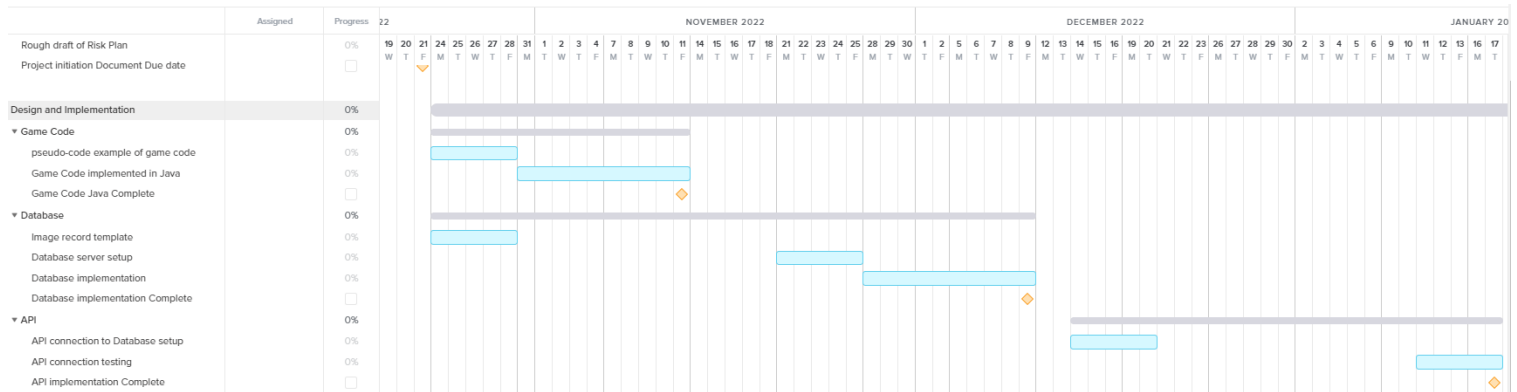 Assigned Progress 22 NOVEMBER 2022 DECEMBER 2022 JANUARY 20
Rough draft of Risk Plan 0% 19 20 21 24 25 26 27 28 31 1 2 3 4 7 8 9 10 11 14 15 16 17 18 21 22 23 24 25 28 29 30 1 2 5 6 7 8 9 12 13 14 15 16 19 20 21 22 23 26 27 28 29 30 2 3 4 5 6 9 10 11 12 13 16 17
W T F M T W T F M T W T F M T W T F M T W T F M T W T F M T W T F M T W T F M T W T F M T W T F M T W T F M T W T F M T W T F M T
Project initiation Document Due date
Design and Implementation 0%
Game Code 0%
pseudo-code example of game code 0%
Game Code implemented in Java 0%
Game Code Java Complete
Database 0%
Image record template 0%
Database server setup 0%
Database implementation 0%
Database implementation Complete
API 0%
API connection to Database setup 0%
API connection testing 0%
API implementation Complete